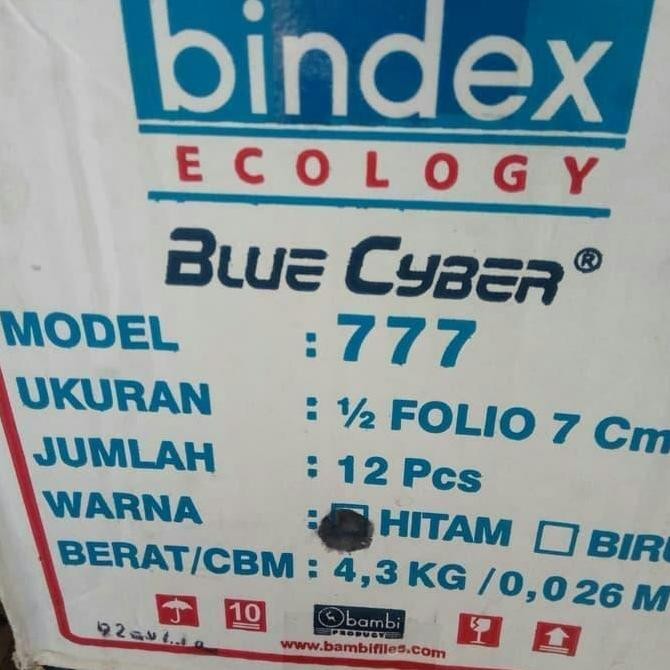 bindex
ECOLOGY
BLUE CYBER®
MODEL : 777
UKURAN : ½ FOLIO 7 Cm
JUMLAH : 12 Pcs
WARNA : HITAM BIRU
BERAT/CBM : 4,3 KG / 0,026 M
10
bambi
PRODUCT
www.bambifiles.com